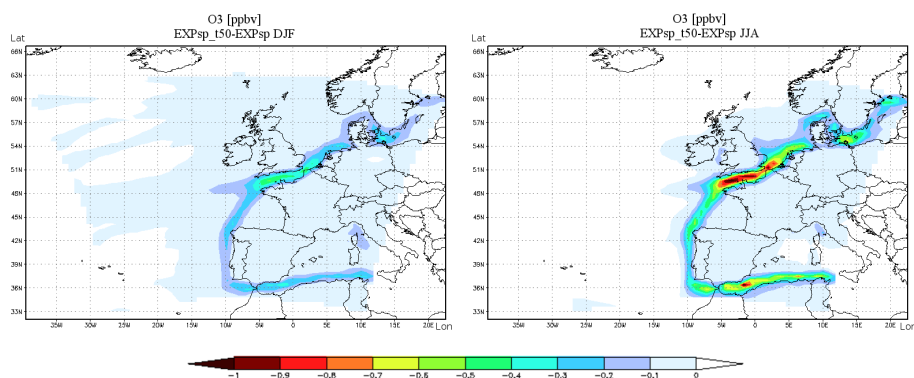 O3 [ppbv]
EXPsp_t50-EXPsp DJF
Lat
66N
63N
60N
57N
54N
51N
48N
45N
42N
39N
36N
33N
35W 30W 25W 20W 15W 10W 5W 0 5E 10E 15E 20E Lon
O3 [ppbv]
EXPsp_t50-EXPsp JJA
Lat
66N
63N
60N
57N
54N
51N
48N
45N
42N
39N
36N
33N
35W 30W 25W 20W 15W 10W 5W 0 5E 10E 15E 20E Lon
-1 -0.9 -0.8 -0.7 -0.6 -0.5 -0.4 -0.3 -0.2 -0.1 0